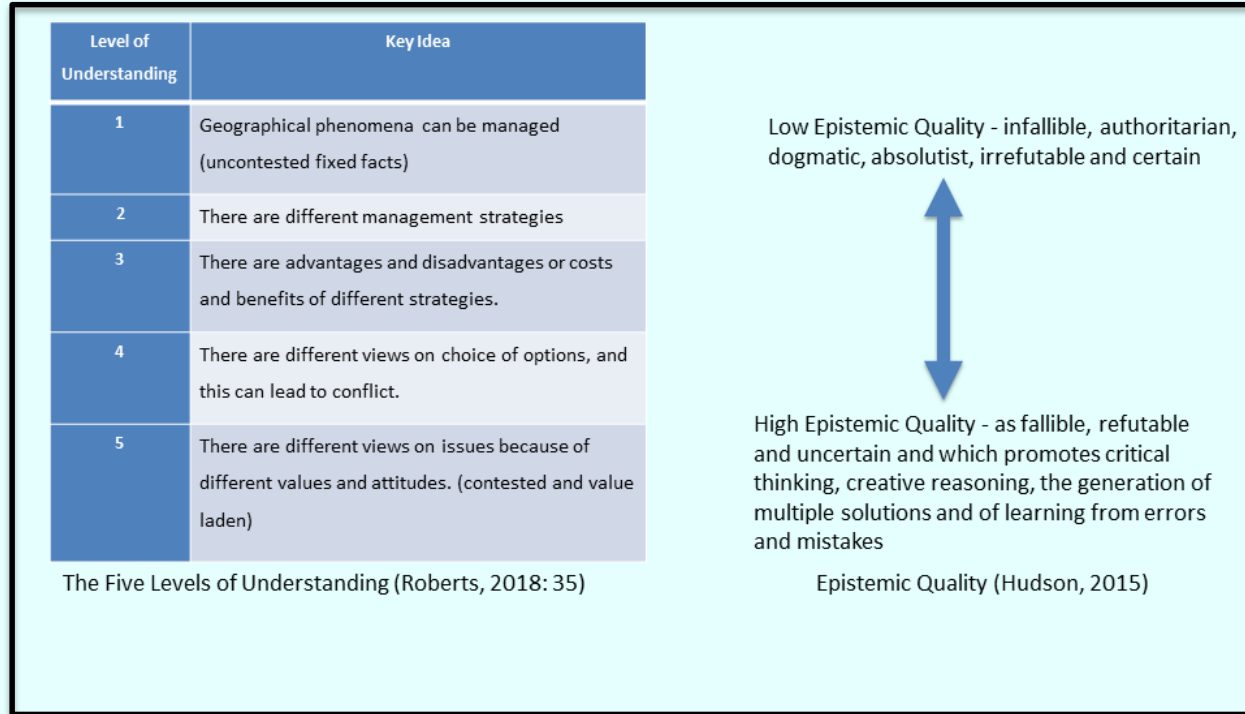 Level of
Understanding
Key Idea
1
Geographical phenomena can be managed
(uncontested fixed facts)
2
There are different management strategies
3
There are advantages and disadvantages or costs
and benefits of different strategies.
4
There are different views on choice of options, and
this can lead to conflict.
5
There are different views on issues because of
different values and attitudes. (contested and value
laden)
The Five Levels of Understanding (Roberts, 2018: 35)
Low Epistemic Quality - infallible, authoritarian,
dogmatic, absolutist, irrefutable and certain
High Epistemic Quality - as fallible, refutable
and uncertain and which promotes critical
thinking, creative reasoning, the generation of
multiple solutions and of learning from errors
and mistakes
Epistemic Quality (Hudson, 2015)